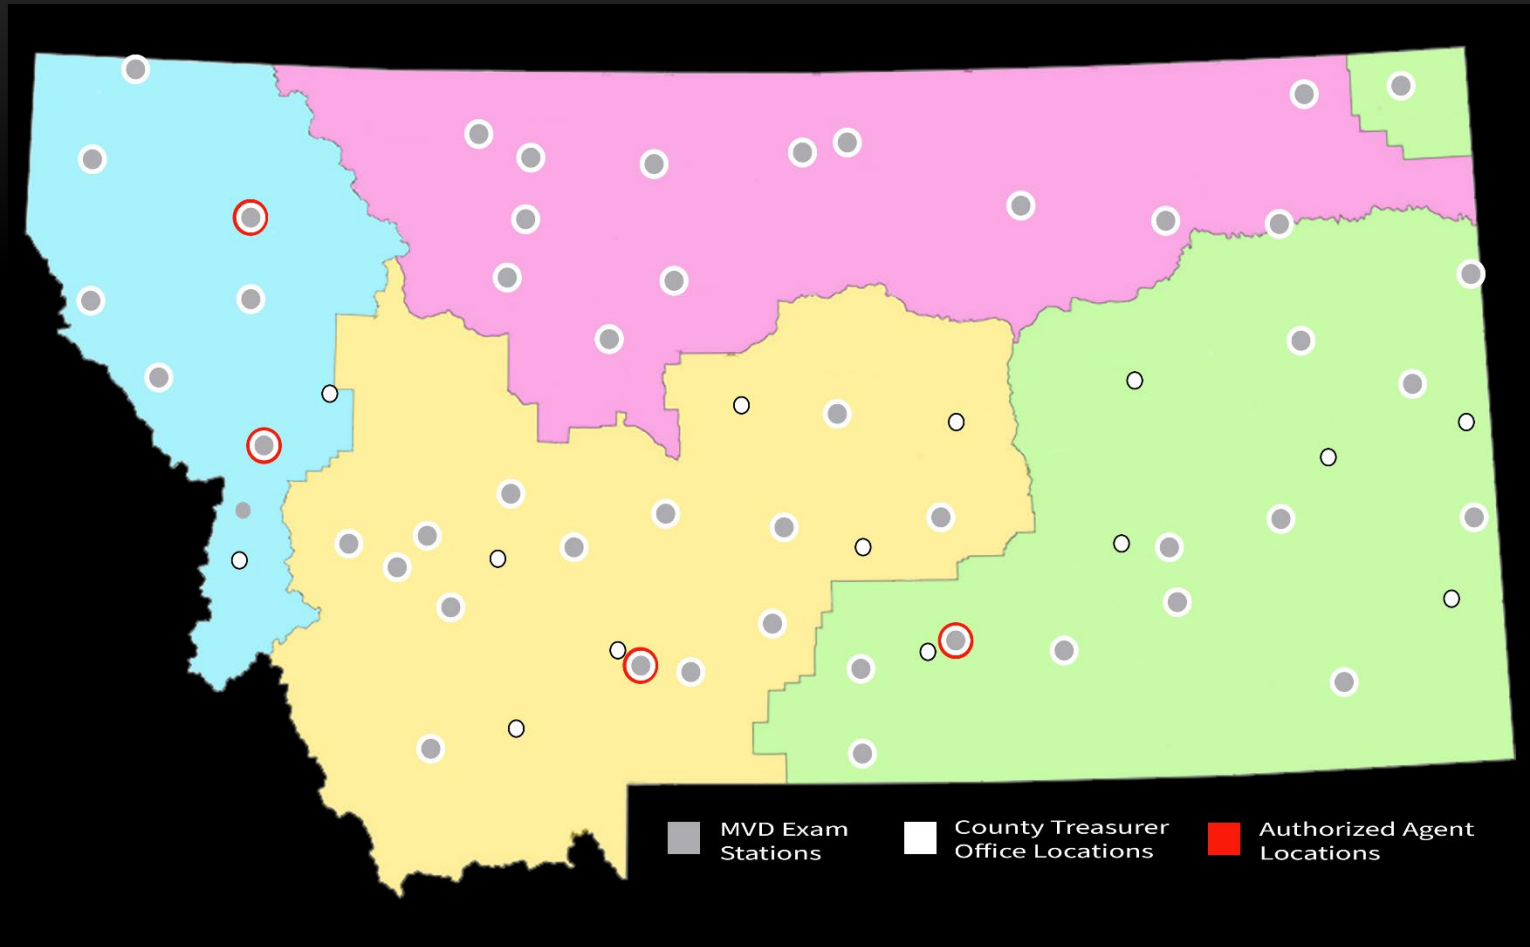 MVD Exam
Stations
County Treasurer
Office Locations
Authorized Agent
Locations